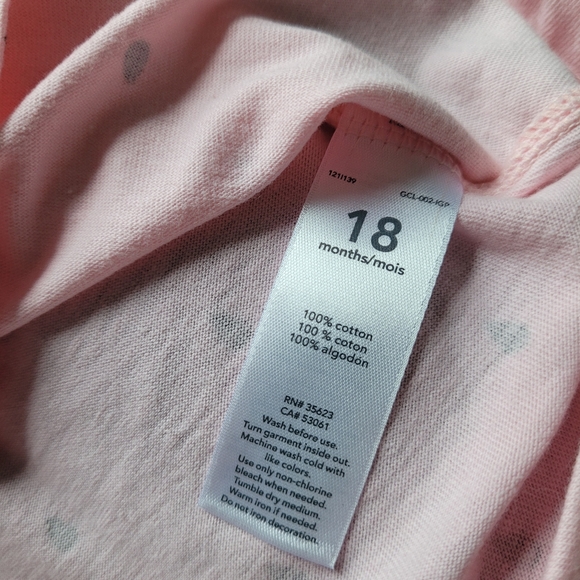 121I139
GCL-002-IGP
18
months/mois
100% cotton
100 % coton
100% algodón
RN# 35623
CA# 53061
Wash before use.
Turn garment inside out.
Machine wash cold with
like colors.
Use only non-chlorine
bleach when needed.
Tumble dry medium.
Warm iron if needed.
Do not iron decoration.